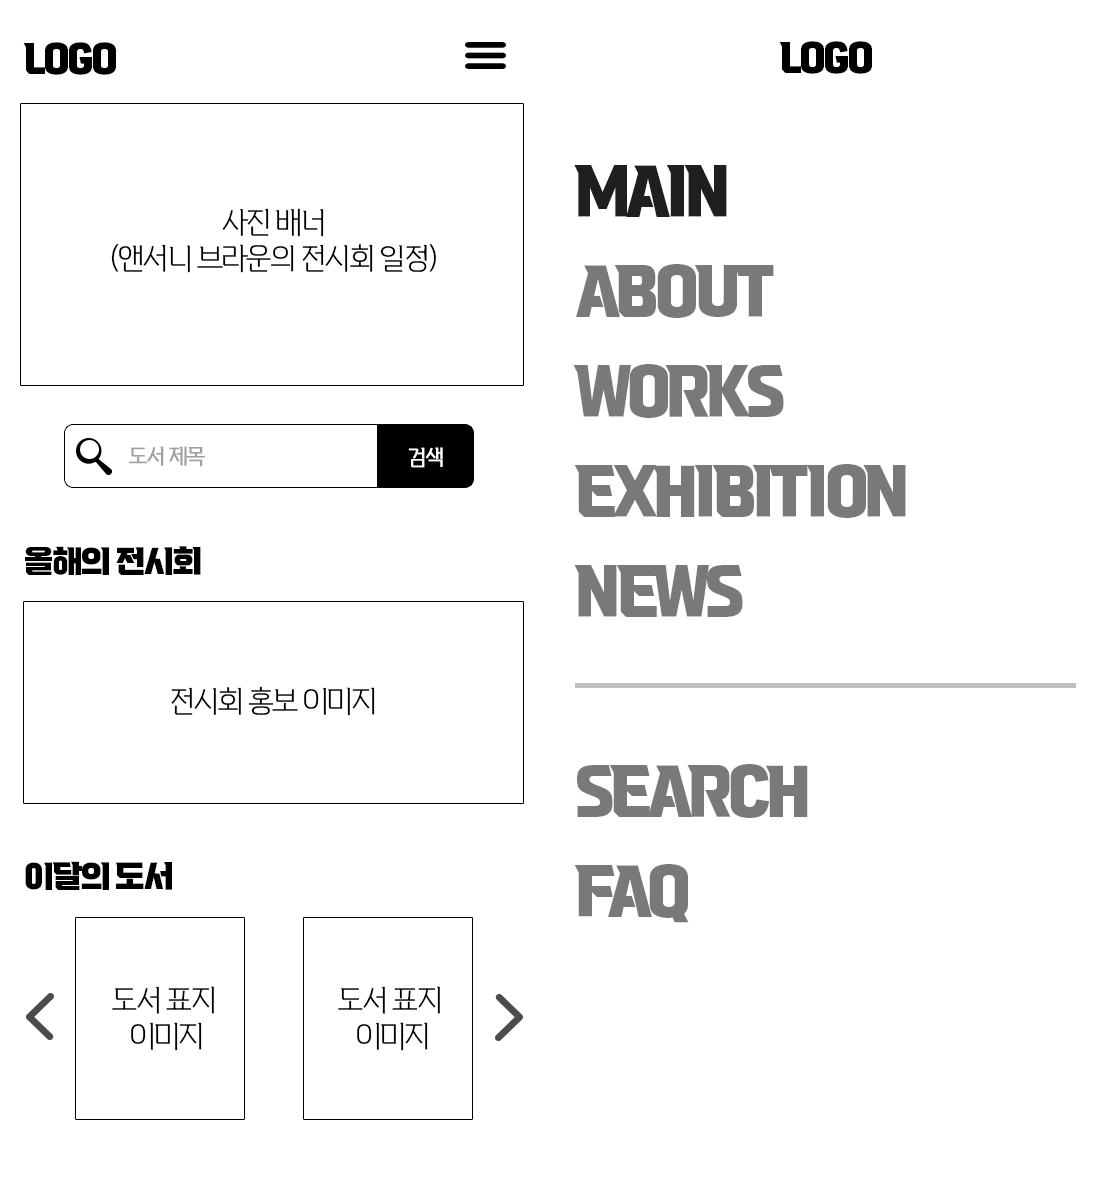 LOGO
사진 배너
(앤서니 브라운의 전시회 일정)
도서 제목
검색
올해의 전시회
전시회 홍보 이미지
이달의 도서
도서 표지
이미지
도서 표지
이미지
LOGO
MAIN
ABOUT
WORKS
EXHIBITION
NEWS
SEARCH
FAQ